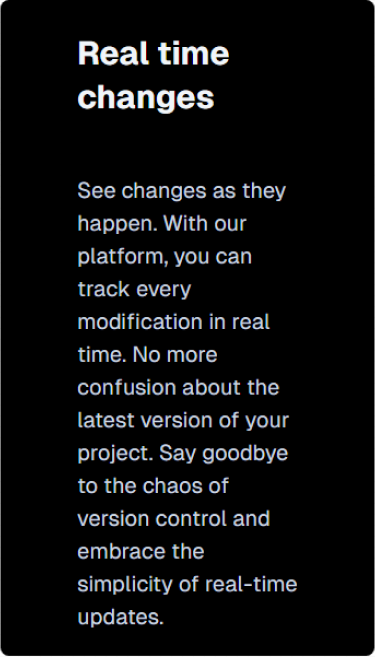 Real time
changes
See changes as they
happen. With our
platform, you can
track every
modification in real
time. No more
confusion about the
latest version of your
project. Say goodbye
to the chaos of
version control and
embrace the
simplicity of real-time
updates.